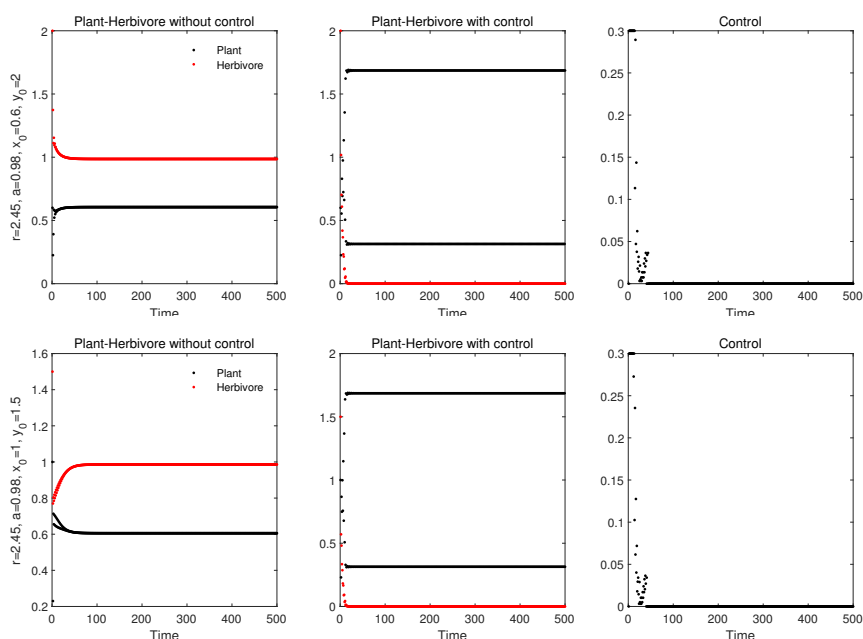 Plant-Herbivore without control
Plant-Herbivore with control
Control
r=2.45, a=0.98, x_0=0.6, y_0=2
2
1.5
1
0.5
0
Plant
Herbivore
0 100 200 300 400 500
Time
2
1.5
1
0.5
0
0 100 200 300 400 500
Time
0.3
0.25
0.2
0.15
0.1
0.05
0
0 100 200 300 400 500
Time
Plant-Herbivore without control
Plant-Herbivore with control
Control
r=2.45, a=0.98, x_0=1, y_0=1.5
1.6
1.4
1.2
1
0.8
0.6
0.4
0.2
Plant
Herbivore
0 100 200 300 400 500
Time
2
1.5
1
0.5
0
0 100 200 300 400 500
Time
0.3
0.25
0.2
0.15
0.1
0.05
0
0 100 200 300 400 500
Time